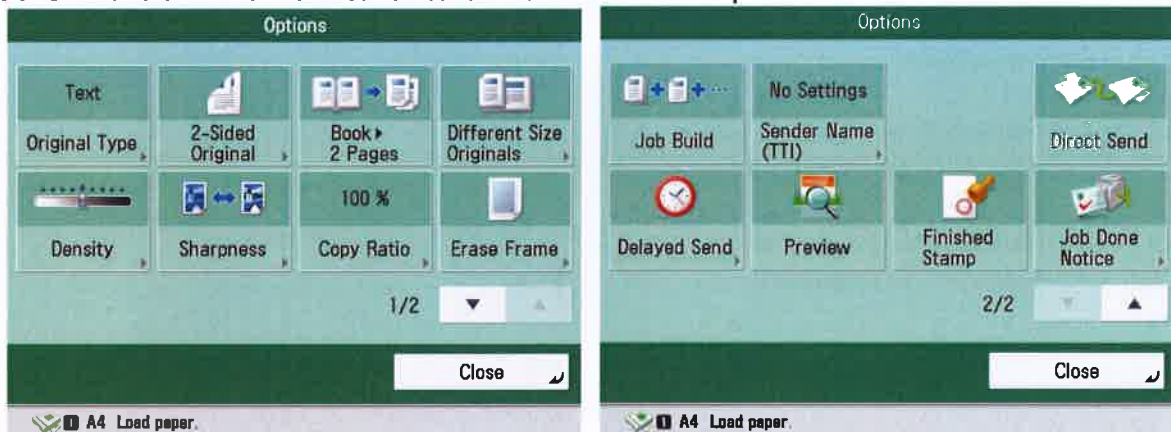 Options
Text
Original Type
2-Sided
Original
Book▸
2 Pages
Different Size
Originals
Density
Sharpness
100 %
Copy Ratio
Erase Frame
1/2
Close
1 A4 Load paper.
Options
Job Build
No Settings
Sender Name
(TTI)
Direct Send
Delayed Send
Preview
Finished
Stamp
Job Done
Notice
2/2
Close
1 A4 Load paper.